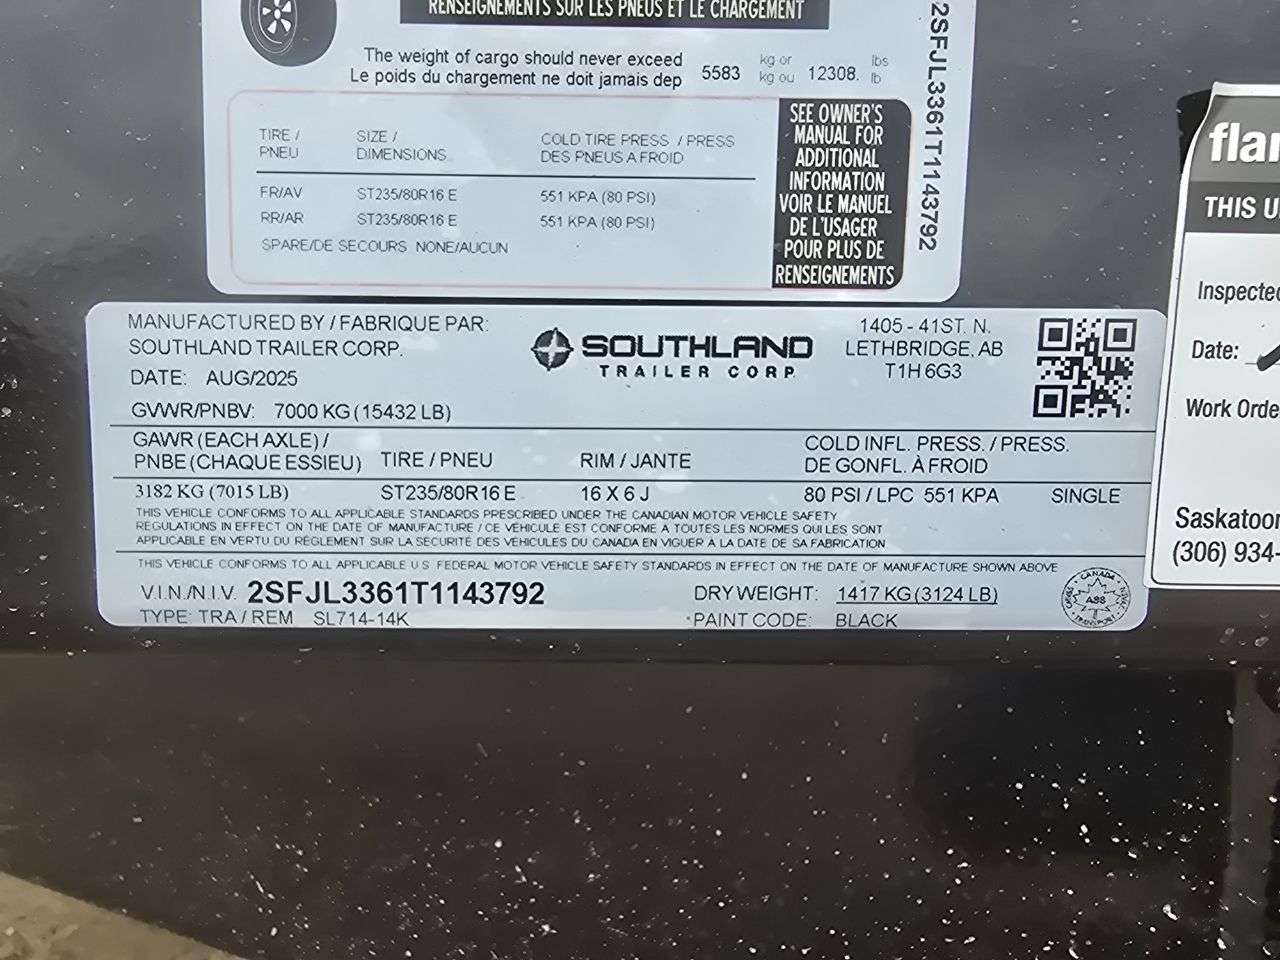 RENSEIGNEMENTS SUR LES PNEUS ET LE CHARGEMENT
The weight of cargo should never exceed
Le poids du chargement ne doit jamais dep 5583 kg or kg ou 12308. lbs lb
TIRE / PNEU SIZE / DIMENSIONS COLD TIRE PRESS. / PRESS DES PNEUS A FROID
FR/AV ST235/80R16 E 551 KPA (80 PSI)
RR/AR ST235/80R16 E 551 KPA (80 PSI)
SPARE/DE SECOURS NONE/AUCUN
SEE OWNER'S
MANUAL FOR
ADDITIONAL
INFORMATION
VOIR LE MANUEL
DE L'USAGER
POUR PLUS DE
RENSEIGNEMENTS
2SFJL3361T1143792
MANUFACTURED BY / FABRIQUE PAR:
SOUTHLAND TRAILER CORP.
DATE: AUG/2025
GVWR/PNBV: 7000 KG (15432 LB)
SOUTHLAND
TRAILER CORP
1405 - 41ST. N.
LETHBRIDGE, AB
T1H 6G3
GAWR (EACH AXLE) /
PNBE (CHAQUE ESSIEU) TIRE / PNEU RIM / JANTE COLD INFL. PRESS. / PRESS. DE GONFL. À FROID
3182 KG (7015 LB) ST235/80R16 E 16 X 6 J 80 PSI / LPC 551 KPA SINGLE
THIS VEHICLE CONFORMS TO ALL APPLICABLE STANDARDS PRESCRIBED UNDER THE CANADIAN MOTOR VEHICLE SAFETY
REGULATIONS IN EFFECT ON THE DATE OF MANUFACTURE / CE VÉHICULE EST CONFORME A TOUTES LES NORMES QUI LES SONT
APPLICABLE EN VERTU DU RÈGLEMENT SUR LA SECURITÉ DES VÉHICULES DU CANADA EN VIGUER A LA DATE DE SA FABRICATION
THIS VEHICLE CONFORMS TO ALL APPLICABLE U.S FEDERAL MOTOR VEHICLE SAFETY STANDARDS IN EFFECT ON THE DATE OF MANUFACTURE SHOWN ABOVE
V.I.N./N.I.V. 2SFJL3361T1143792 DRY WEIGHT: 1417 KG (3124 LB)
TYPE: TRA / REM SL714-14K PAINT CODE: BLACK
CANADA
ASS
TRANSPORT
flar
THIS U
Inspected
Date:
Work Orde
Saskatoon
(306) 934-